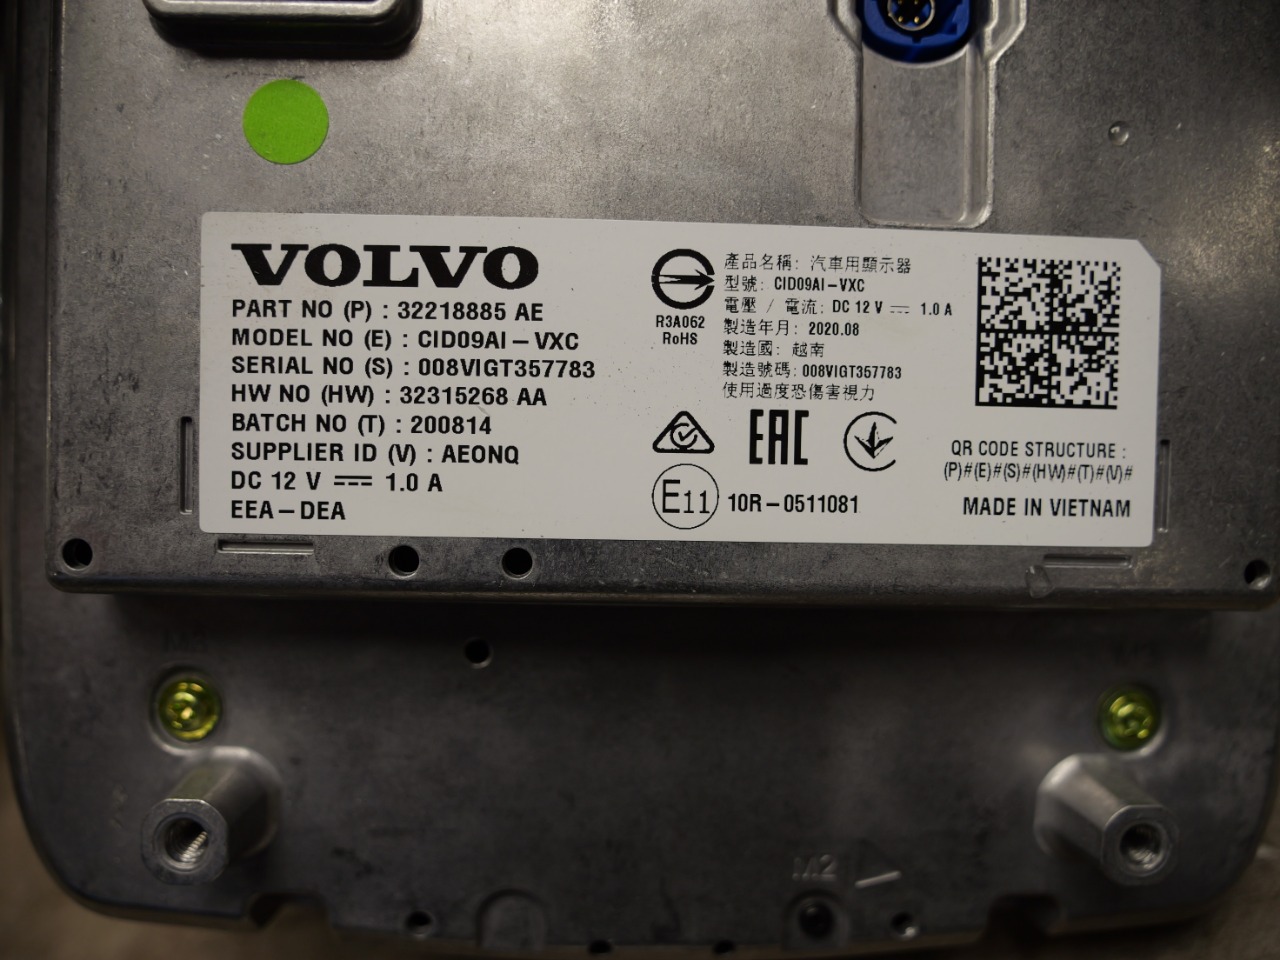 VOLVO
PART NO (P) : 32218885 AE
MODEL NO (E) : CID09AI-VXC
SERIAL NO (S) : 008VIGT357783
HW NO (HW) : 32315268 AA
BATCH NO (T) : 200814
SUPPLIER ID (V) : AEONQ
DC 12 V ⎓ 1.0 A
EEA-DEA
R3A062
RoHS
產品名稱: 汽車用顯示器
型號: CID09AI-VXC
電壓 / 電流: DC 12 V ⎓ 1.0 A
製造年月: 2020.08
製造國: 越南
製造號碼: 008VIGT357783
使用過度恐傷害視力
EAC
E11
10R-0511081
QR CODE STRUCTURE :
(P)#(E)#(S)#(HW)#(T)#(V)#
MADE IN VIETNAM
M2